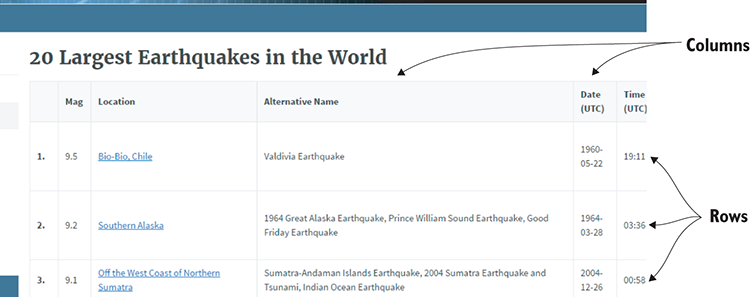 20 Largest Earthquakes in the World
Columns
Mag Location Alternative Name Date (UTC) Time (UTC)
1. 9.5 Bio-Bio, Chile Valdivia Earthquake 1960-05-22 19:11
2. 9.2 Southern Alaska 1964 Great Alaska Earthquake, Prince William Sound Earthquake, Good Friday Earthquake 1964-03-28 03:36
Rows
3. 9.1 Off the West Coast of Northern Sumatra Sumatra-Andaman Islands Earthquake, 2004 Sumatra Earthquake and Tsunami, Indian Ocean Earthquake 2004-12-26 00:58